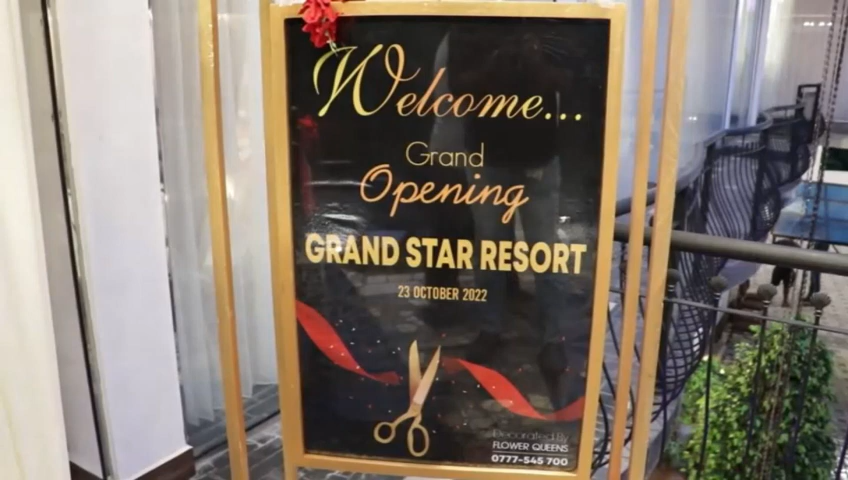 Welcome...
Grand
Opening
GRAND STAR RESORT
23 OCTOBER 2022
Decorated By
FLOWER QUEENS
0777-545 700